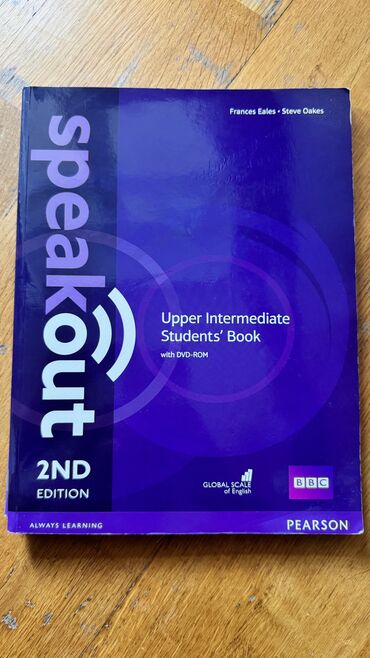 Frances Eales • Steve Oakes
speakout
2ND
EDITION
Upper Intermediate
Students' Book
with DVD-ROM
GLOBAL SCALE
of English
BBC
ALWAYS LEARNING
PEARSON